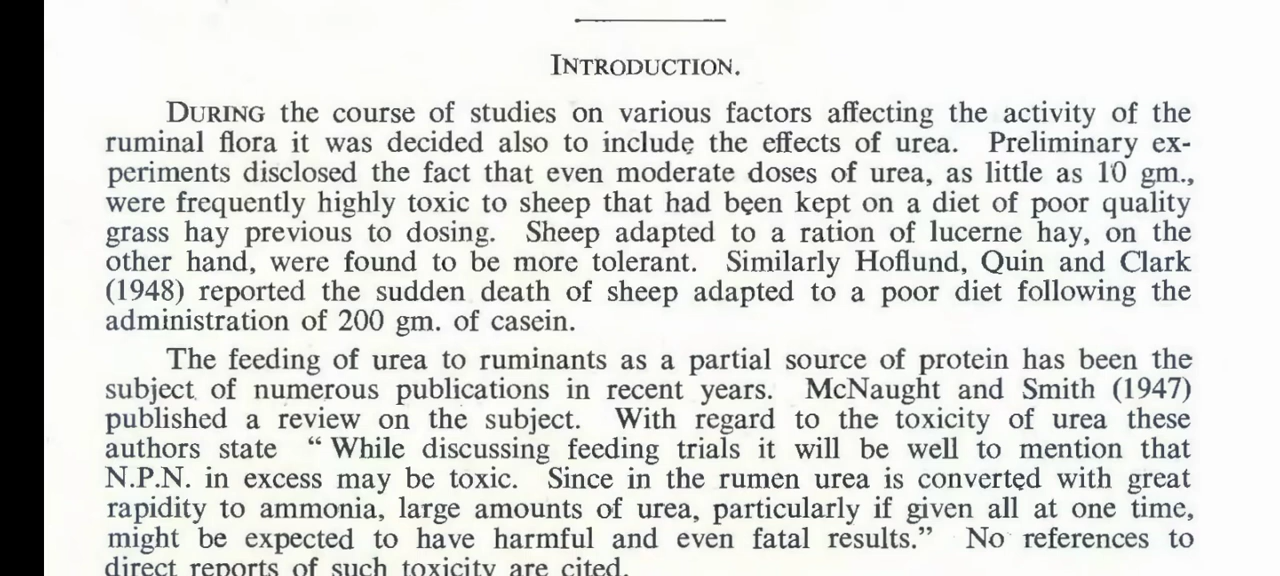 INTRODUCTION.
DURING the course of studies on various factors affecting the activity of the
ruminal flora it was decided also to include the effects of urea. Preliminary ex-
periments disclosed the fact that even moderate doses of urea, as little as 10 gm.,
were frequently highly toxic to sheep that had been kept on a diet of poor quality
grass hay previous to dosing. Sheep adapted to a ration of lucerne hay, on the
other hand, were found to be more tolerant. Similarly Hoflund, Quin and Clark
(1948) reported the sudden death of sheep adapted to a poor diet following the
administration of 200 gm. of casein.
The feeding of urea to ruminants as a partial source of protein has been the
subject of numerous publications in recent years. McNaught and Smith (1947)
published a review on the subject. With regard to the toxicity of urea these
authors state “ While discussing feeding trials it will be well to mention that
N.P.N. in excess may be toxic. Since in the rumen urea is converted with great
rapidity to ammonia, large amounts of urea, particularly if given all at one time,
might be expected to have harmful and even fatal results.” No references to
direct reports of such toxicity are cited.